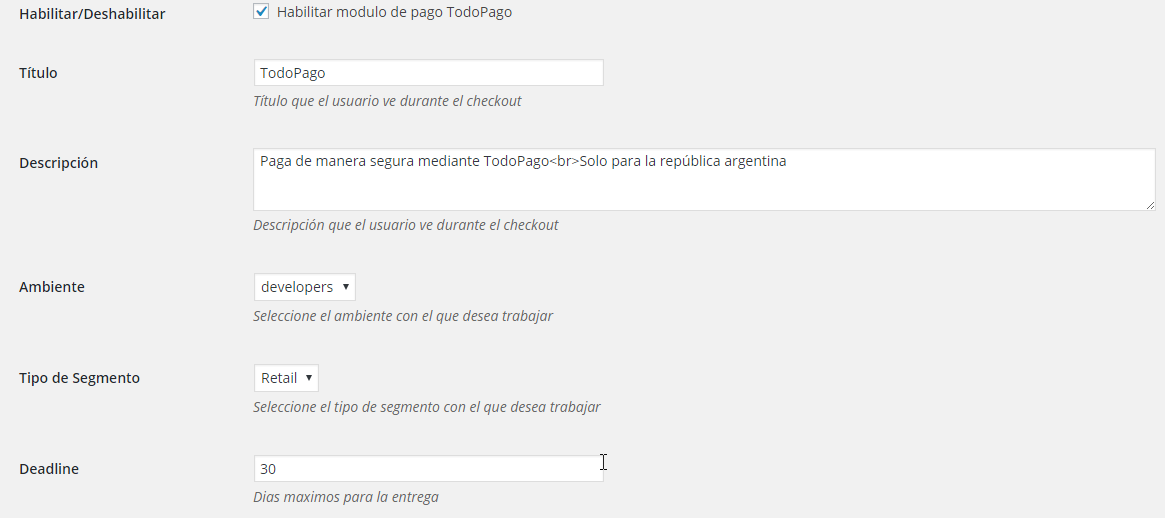 Habilitar/Deshabilitar
Habilitar modulo de pago TodoPago
Título
TodoPago
Título que el usuario ve durante el checkout
Descripción
Paga de manera segura mediante TodoPago<br>Solo para la república argentina
Descripción que el usuario ve durante el checkout
Ambiente
developers
Seleccione el ambiente con el que desea trabajar
Tipo de Segmento
Retail
Seleccione el tipo de segmento con el que desea trabajar
Deadline
30
Dias maximos para la entrega